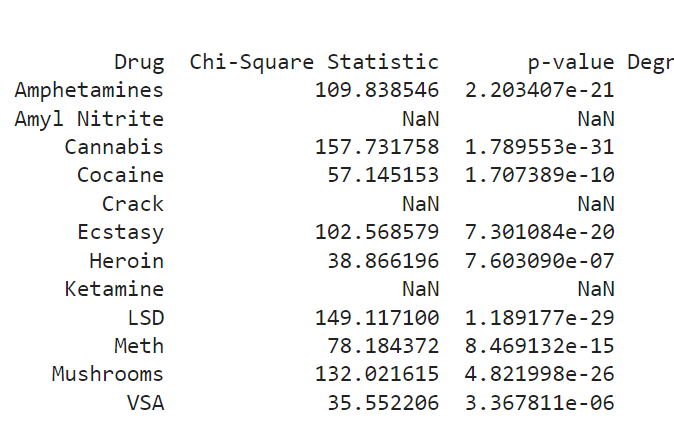 Drug Chi-Square Statistic p-value Degr
Amphetamines 109.838546 2.203407e-21
Amyl Nitrite NaN NaN
Cannabis 157.731758 1.789553e-31
Cocaine 57.145153 1.707389e-10
Crack NaN NaN
Ecstasy 102.568579 7.301084e-20
Heroin 38.866196 7.603090e-07
Ketamine NaN NaN
LSD 149.117100 1.189177e-29
Meth 78.184372 8.469132e-15
Mushrooms 132.021615 4.821998e-26
VSA 35.552206 3.367811e-06